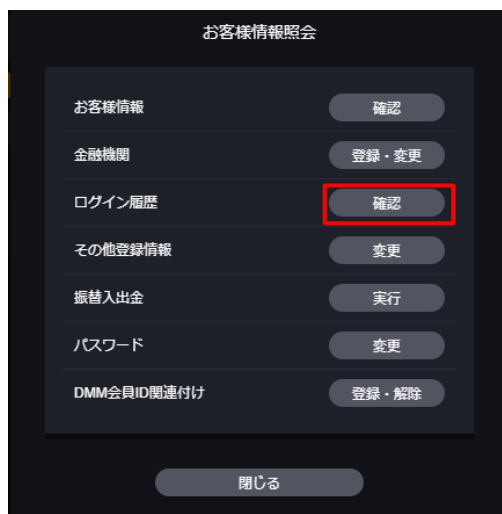 お客様情報照会
お客様情報 確認
金融機関 登録・変更
ログイン履歴 確認
その他登録情報 変更
振替入出金 実行
パスワード 変更
DMM会員ID関連付け 登録・解除
閉じる